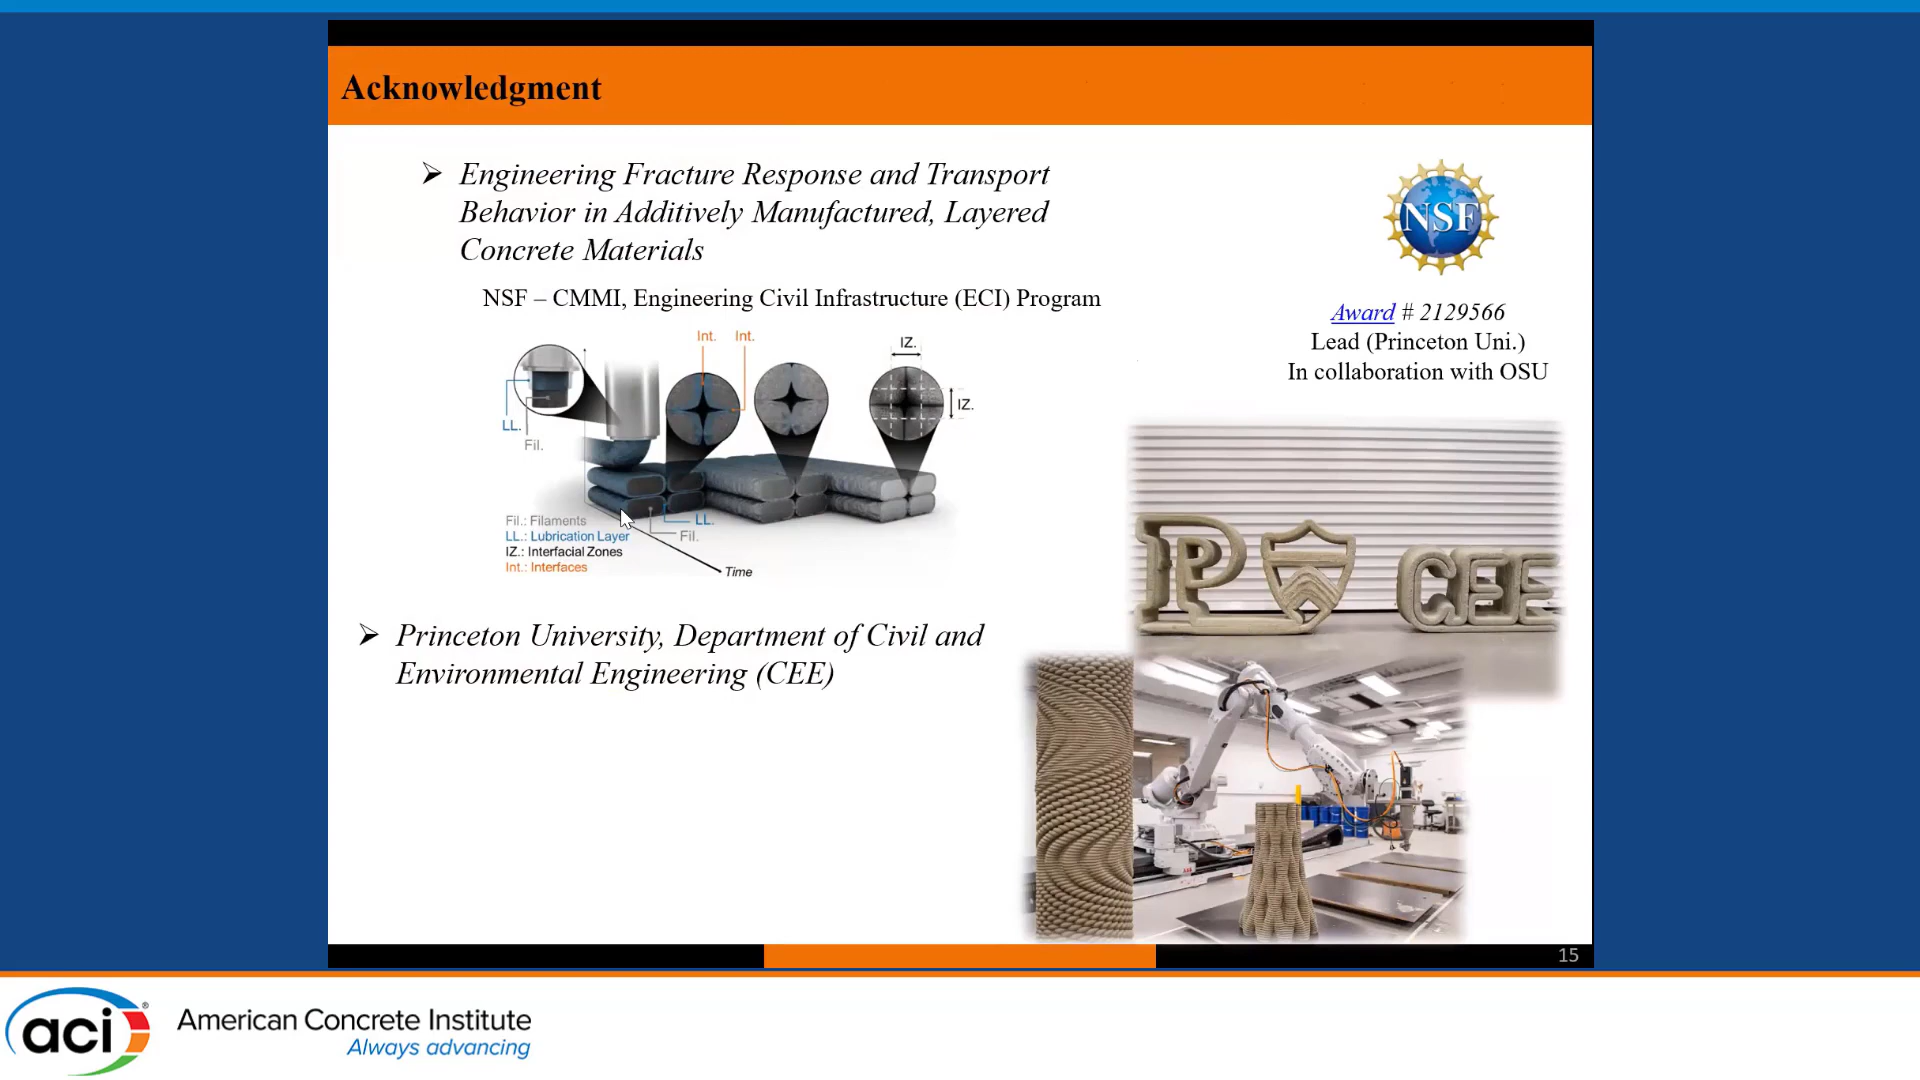 Acknowledgment
➢ Engineering Fracture Response and Transport
Behavior in Additively Manufactured, Layered
Concrete Materials
NSF – CMMI, Engineering Civil Infrastructure (ECI) Program
NSF
Award # 2129566
Lead (Princeton Uni.)
In collaboration with OSU
Int. Int.
IZ.
IZ.
LL.
Fil.
LL.
Fil.
Fil.: Filaments
LL.: Lubrication Layer
IZ.: Interfacial Zones
Int.: Interfaces
Time
P CEE
➢ Princeton University, Department of Civil and
Environmental Engineering (CEE)
ABB
15
aci®
American Concrete Institute
Always advancing